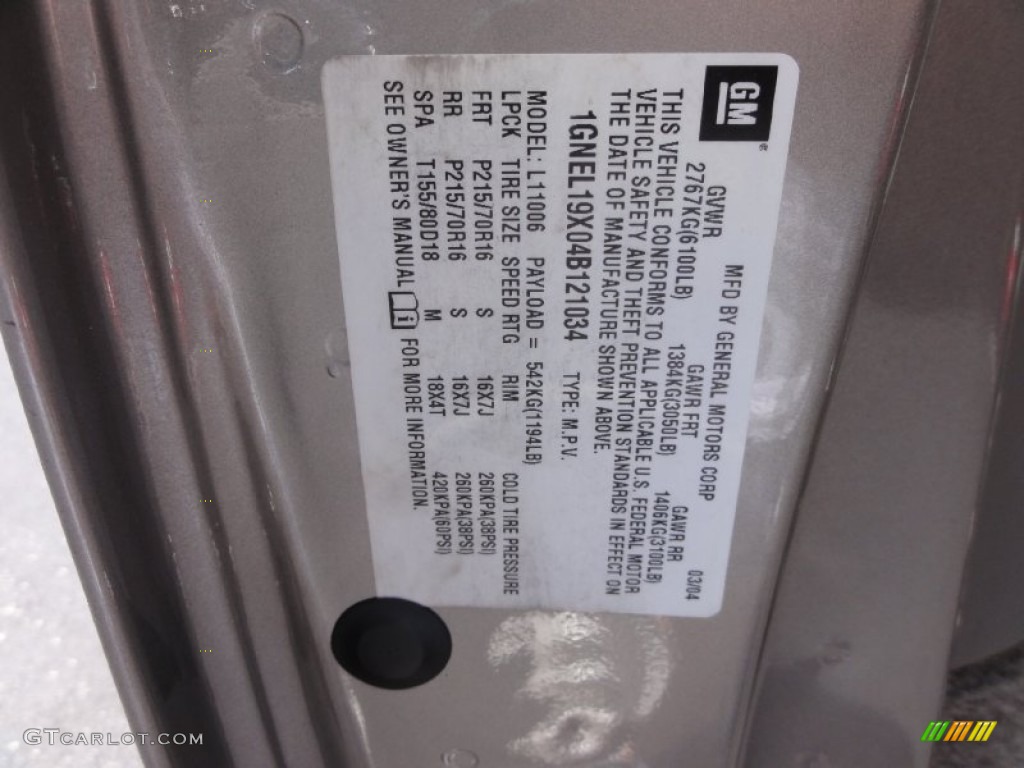 GM
MFD BY GENERAL MOTORS CORP 03/04
GVWR GAWR FRT GAWR RR
2767KG(6100LB) 1384KG(3050LB) 1406KG(3100LB)
THIS VEHICLE CONFORMS TO ALL APPLICABLE U.S. FEDERAL MOTOR
VEHICLE SAFETY AND THEFT PREVENTION STANDARDS IN EFFECT ON
THE DATE OF MANUFACTURE SHOWN ABOVE.
1GNEL19X04B121034 TYPE: M.P.V.
MODEL: L11006 PAYLOAD = 542KG(1194LB)
LPCK TIRE SIZE SPEED RTG RIM COLD TIRE PRESSURE
FRT P215/70R16 S 16X7J 260KPA(38PSI)
RR P215/70R16 S 16X7J 260KPA(38PSI)
SPA T155/80D18 M 18X4T 420KPA(60PSI)
SEE OWNER'S MANUAL FOR MORE INFORMATION.
GTCARLOT.COM